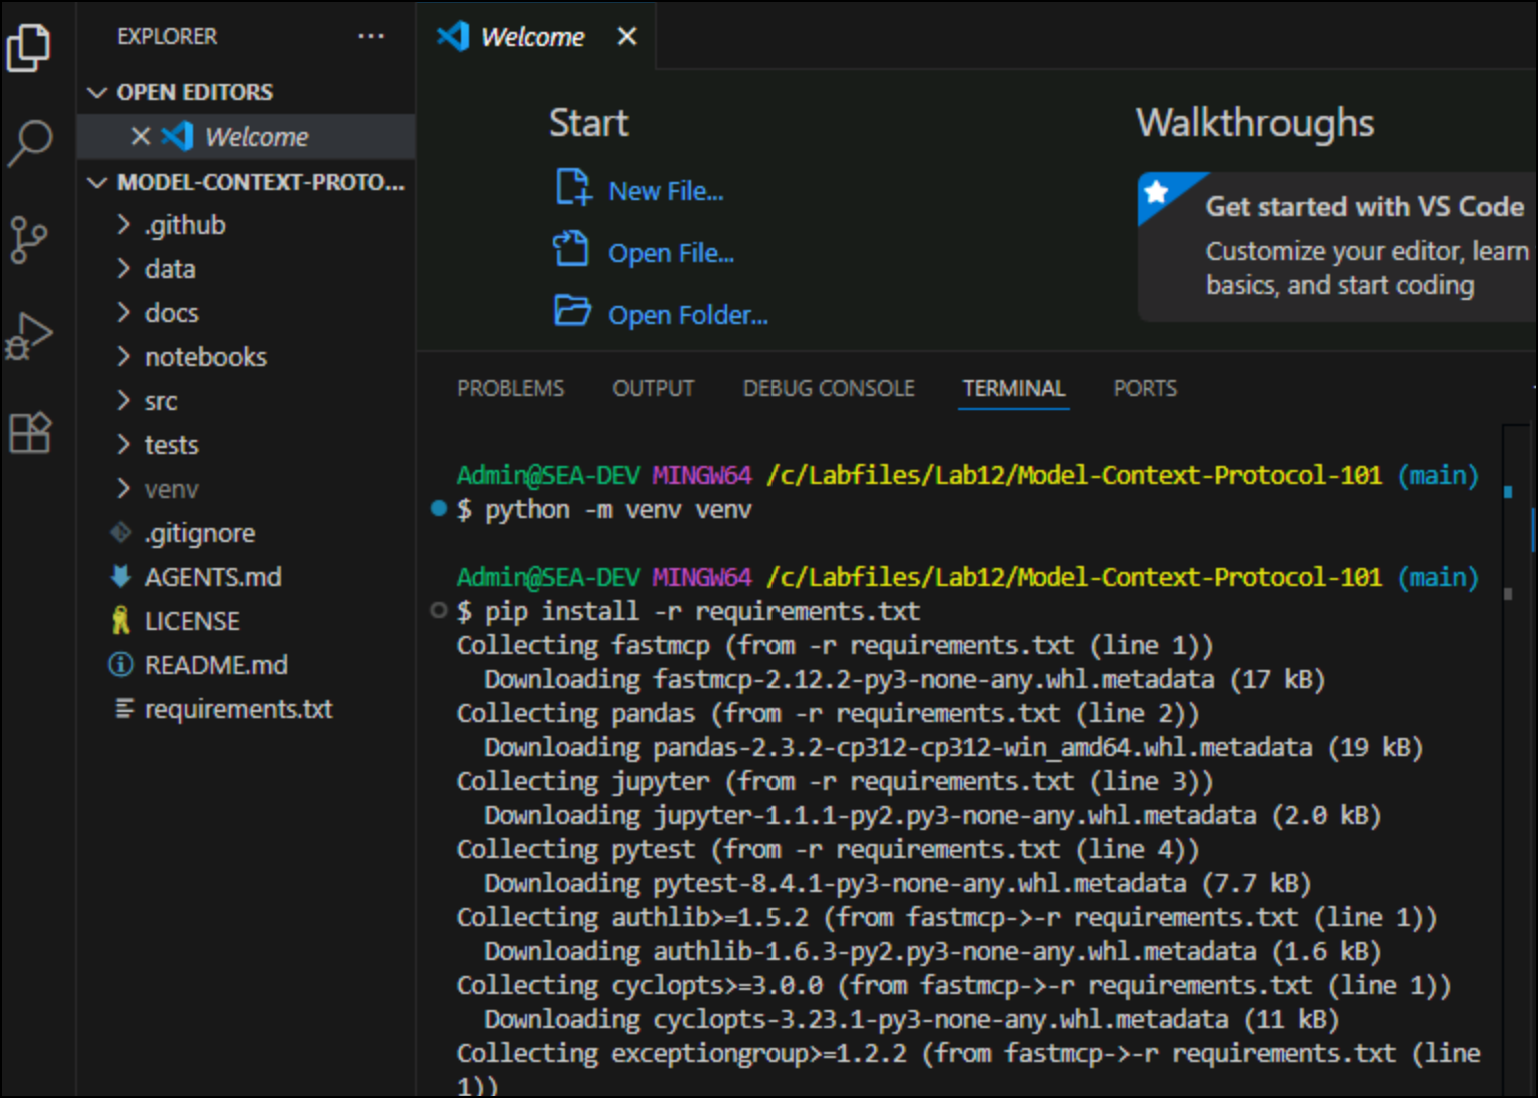 EXPLORER ...
OPEN EDITORS
Welcome
MODEL-CONTEXT-PROTO...
.github
data
docs
notebooks
src
tests
venv
.gitignore
AGENTS.md
LICENSE
README.md
requirements.txt
Welcome
Start
New File...
Open File...
Open Folder...
Walkthroughs
Get started with VS Code
Customize your editor, learn
basics, and start coding
PROBLEMS OUTPUT DEBUG CONSOLE TERMINAL PORTS
Admin@SEA-DEV MINGW64 /c/Labfiles/Lab12/Model-Context-Protocol-101 (main)
$ python -m venv venv
Admin@SEA-DEV MINGW64 /c/Labfiles/Lab12/Model-Context-Protocol-101 (main)
$ pip install -r requirements.txt
Collecting fastmcp (from -r requirements.txt (line 1))
Downloading fastmcp-2.12.2-py3-none-any.whl.metadata (17 kB)
Collecting pandas (from -r requirements.txt (line 2))
Downloading pandas-2.3.2-cp312-cp312-win_amd64.whl.metadata (19 kB)
Collecting jupyter (from -r requirements.txt (line 3))
Downloading jupyter-1.1.1-py2.py3-none-any.whl.metadata (2.0 kB)
Collecting pytest (from -r requirements.txt (line 4))
Downloading pytest-8.4.1-py3-none-any.whl.metadata (7.7 kB)
Collecting authlib>=1.5.2 (from fastmcp->-r requirements.txt (line 1))
Downloading authlib-1.6.3-py2.py3-none-any.whl.metadata (1.6 kB)
Collecting cyclopts>=3.0.0 (from fastmcp->-r requirements.txt (line 1))
Downloading cyclopts-3.23.1-py3-none-any.whl.metadata (11 kB)
Collecting exceptiongroup>=1.2.2 (from fastmcp->-r requirements.txt (line
1))